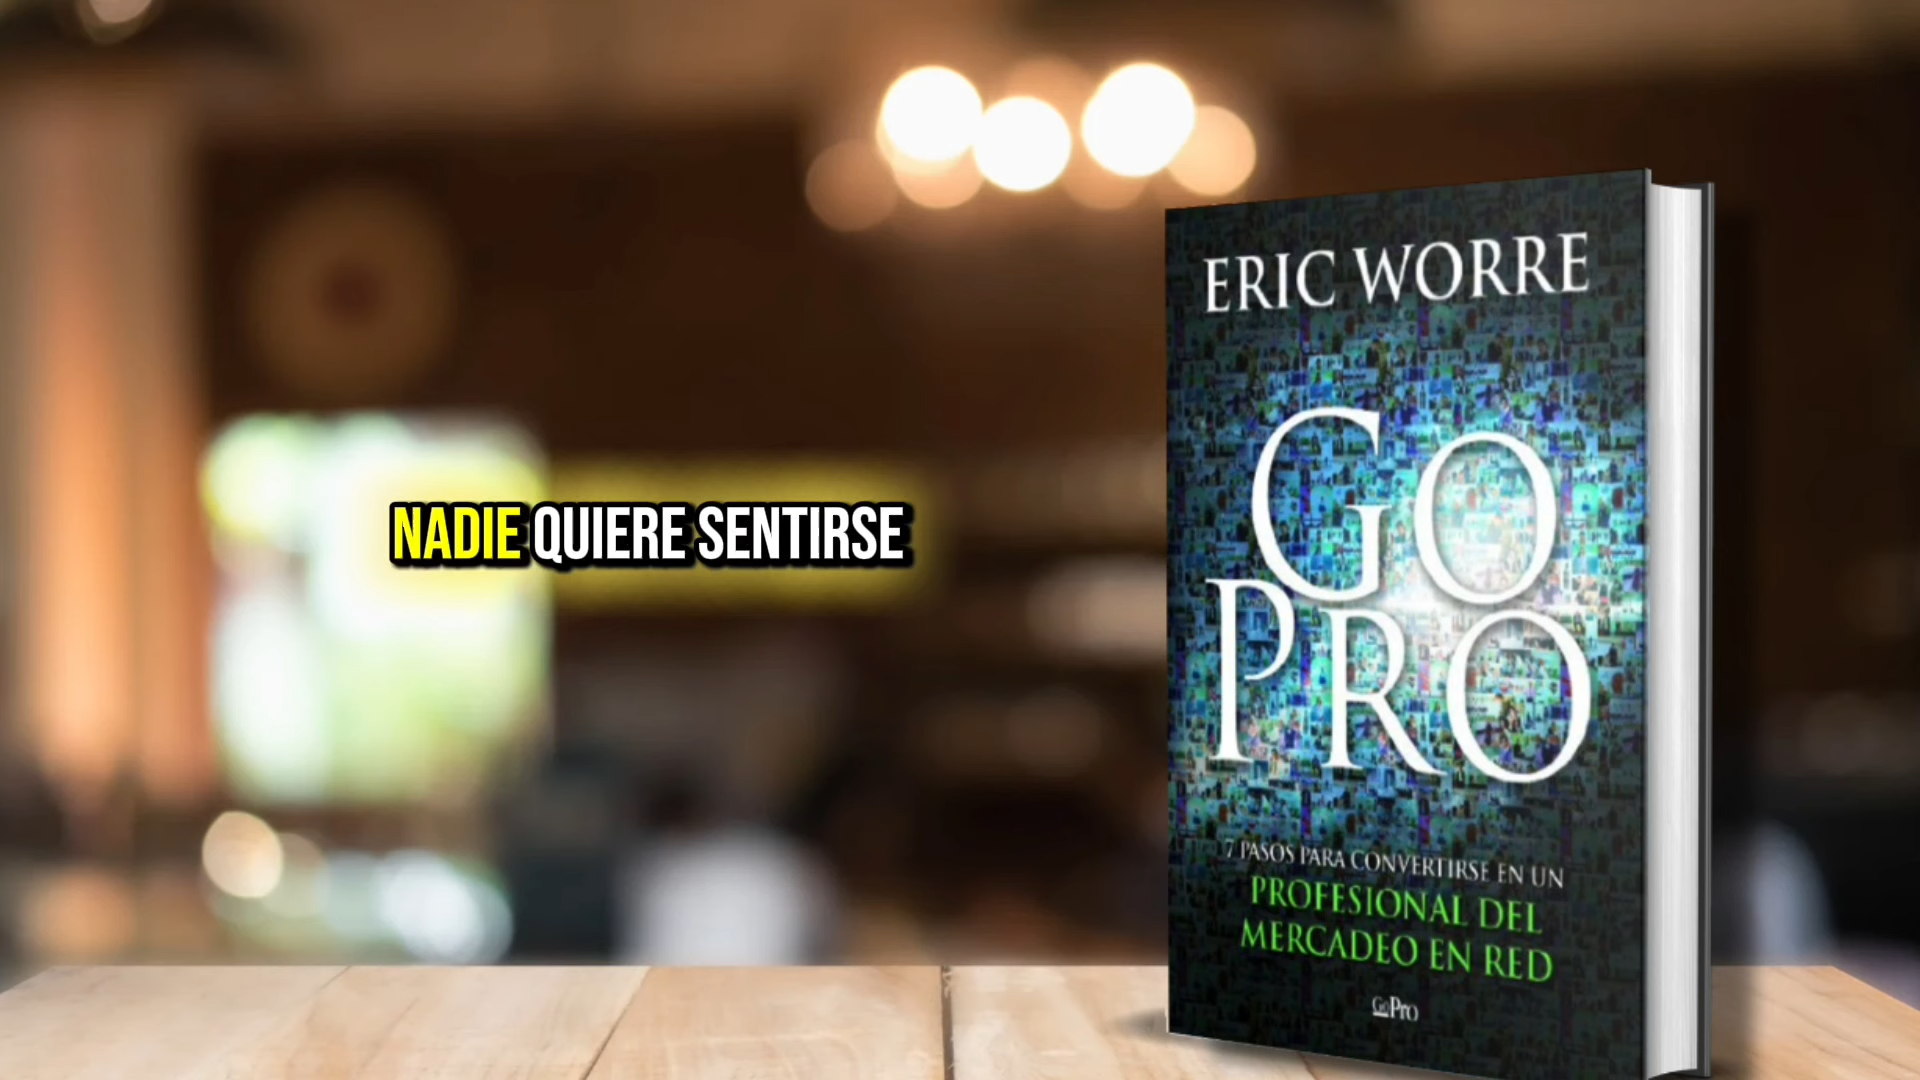 NADIE QUIERE SENTIRSE
ERIC WORRE
GO
PRO
7 PASOS PARA CONVERTIRSE EN UN
PROFESIONAL DEL
MERCADEO EN RED
GoPro